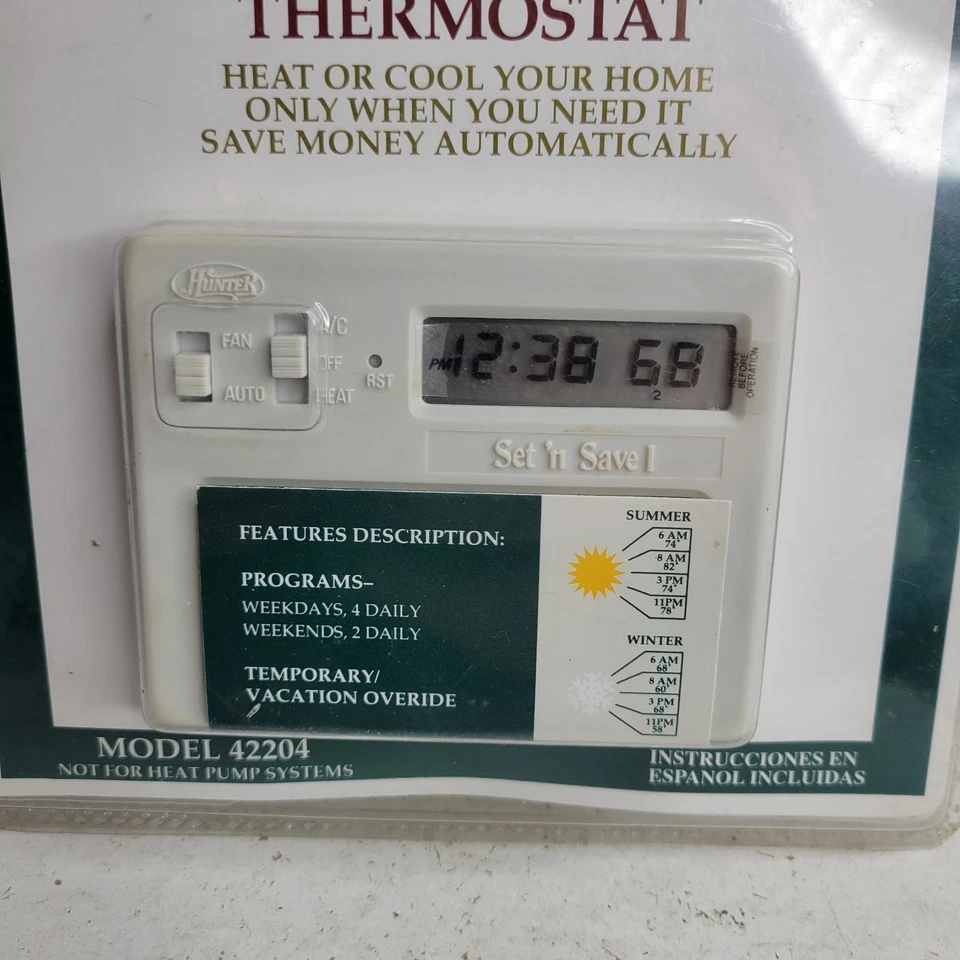 THERMOSTAT
HEAT OR COOL YOUR HOME
ONLY WHEN YOU NEED IT
SAVE MONEY AUTOMATICALLY
HUNTER
FAN
AUTO
A/C
OFF
HEAT
RST
PM 12:38 68
2
REMOVE
BEFORE
OPERATION
Set 'n Save I
FEATURES DESCRIPTION:
PROGRAMS–
WEEKDAYS, 4 DAILY
WEEKENDS, 2 DAILY
TEMPORARY/
VACATION OVERIDE
SUMMER
6 AM
74°
8 AM
82°
3 PM
74°
11PM
78°
WINTER
6 AM
68°
8 AM
60°
3 PM
68°
11PM
58°
MODEL 42204
NOT FOR HEAT PUMP SYSTEMS
INSTRUCCIONES EN
ESPANOL INCLUIDAS